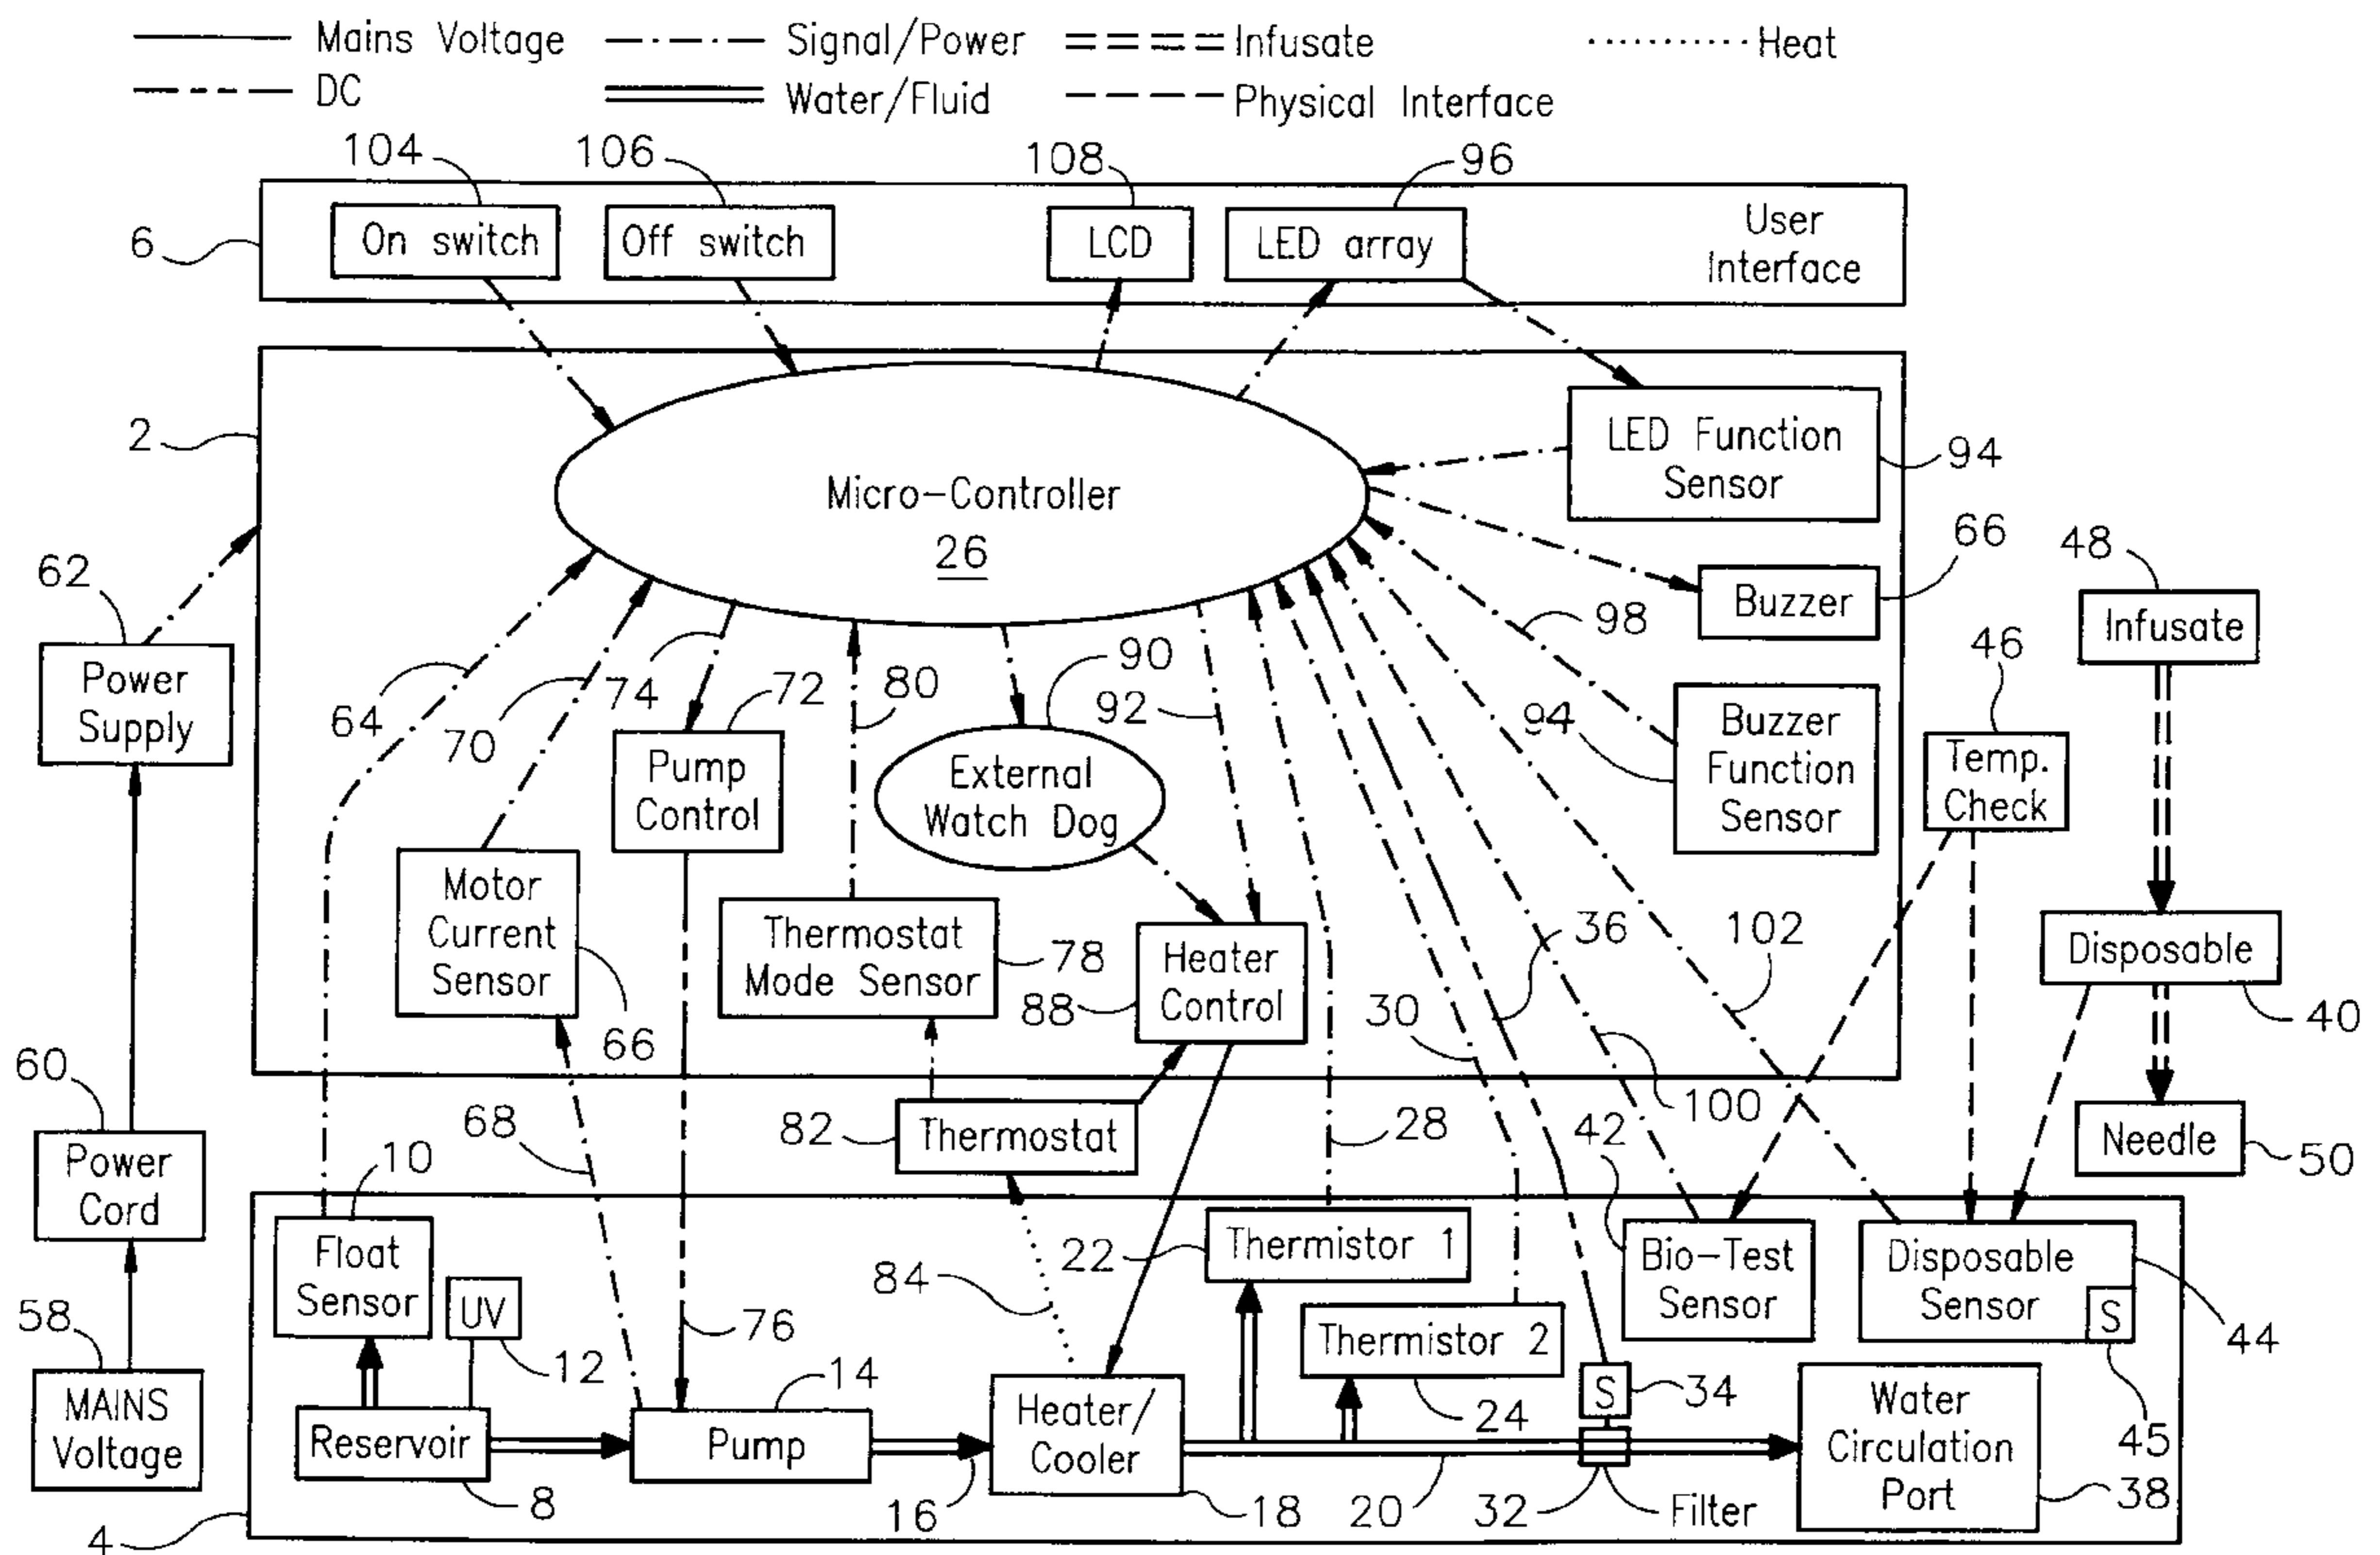 Mains Voltage
Signal/Power
Infusate
Heat
DC
Water/Fluid
Physical Interface
104
106
108
96
6
On switch
Off switch
LCD
LED array
User
Interface
2
LED Function
Sensor
94
Micro-Controller
26
66
Buzzer
62
Power
Supply
64
70
74
72
80
90
92
98
94
46
48
Infusate
Pump
Control
External
Watch Dog
Buzzer
Function
Sensor
Temp.
Check
Motor
Current
Sensor
66
Thermostat
Mode Sensor
78
88
Heater
Control
30
36
102
Disposable
40
60
Power
Cord
68
82
Thermostat
28
100
42
Needle
50
10
Float
Sensor
UV
12
76
84
22
Thermistor 1
Bio-Test
Sensor
Disposable
Sensor
S
44
58
MAINS
Voltage
14
Thermistor 2
24
S
34
45
Reservoir
8
Pump
16
Heater/
Cooler
18
20
32
Filter
Water
Circulation
Port
38
4